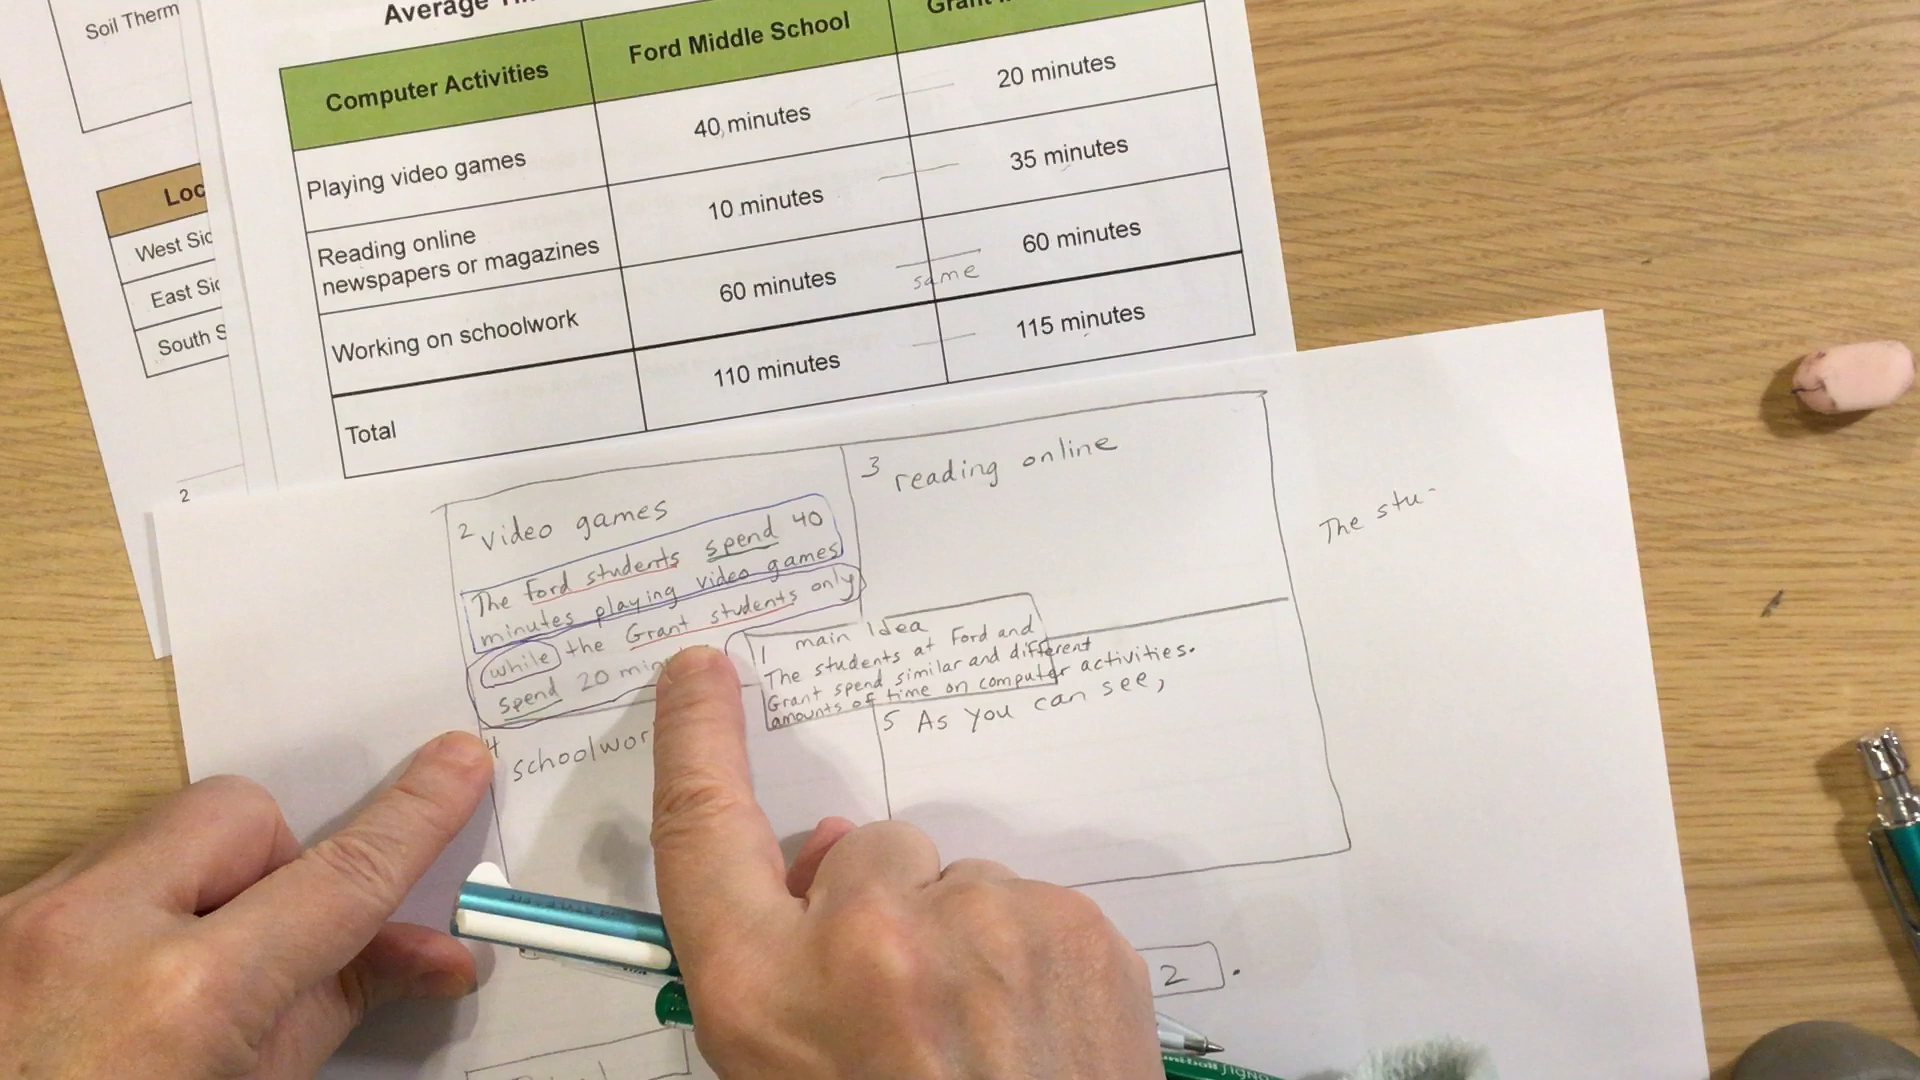 Soil Therm
West Sid
East Sid
South S
2
Average
Computer Activities
Ford Middle School
Grant
Playing video games
40 minutes
20 minutes
Reading online
newspapers or magazines
10 minutes
35 minutes
Working on schoolwork
60 minutes
same
60 minutes
Total
110 minutes
115 minutes
2 video games
The Ford students spend 40
minutes playing video games
while the Grant students only
spend 20
3 reading online
1 main Idea
The students at Ford and
Grant spend similar and different
amounts of time on computer activities.
4 schoolwor
5 As you can see,
The stu-
2 .